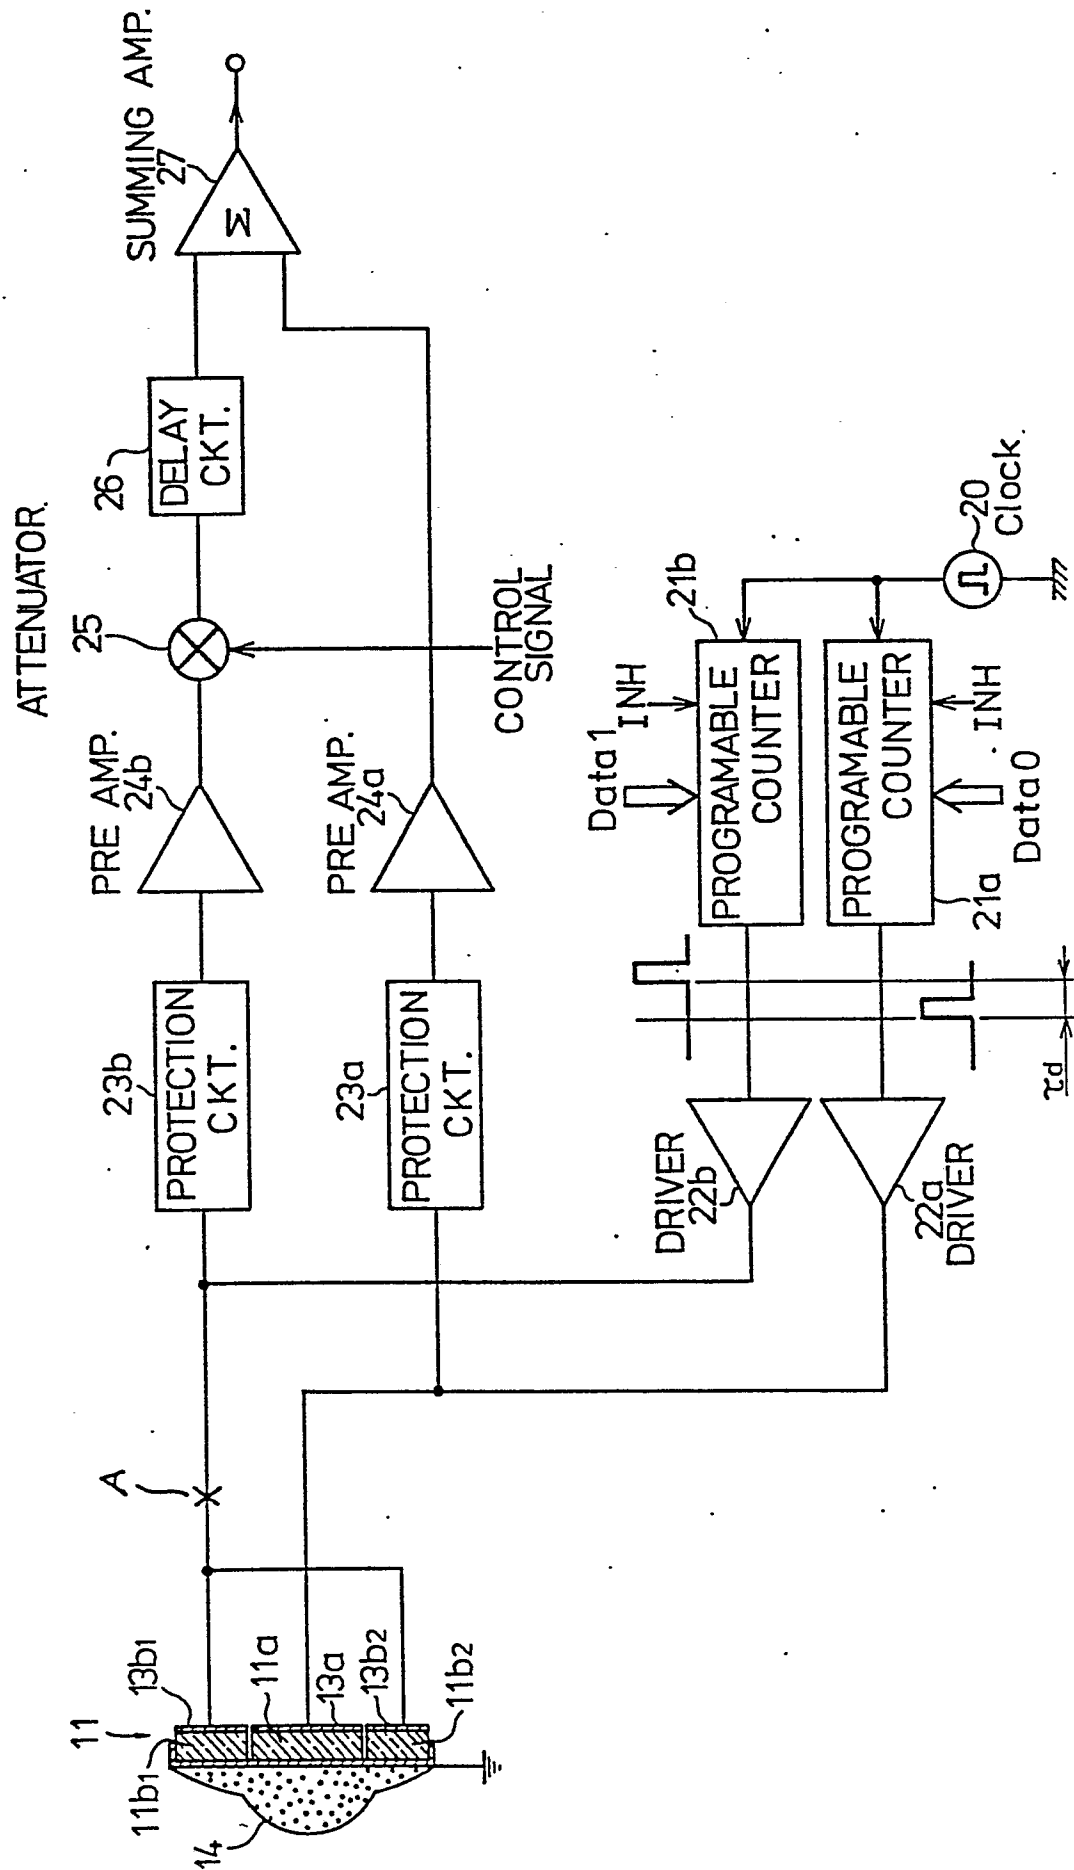 SUMMING AMP.
27
Σ
26
DELAY
CKT.
ATTENUATOR.
25
CONTROL
SIGNAL
PRE AMP.
24b
PRE AMP.
24a
23b
PROTECTION
CKT.
23a
PROTECTION
CKT.
A
11
13b1
11b1
11a
13a
13b2
11b2
14
DRIVER
22b
22a
DRIVER
τd
Data1
INH
21b
PROGRAMABLE
COUNTER
PROGRAMABLE
COUNTER
21a
INH
Data0
20
Clock